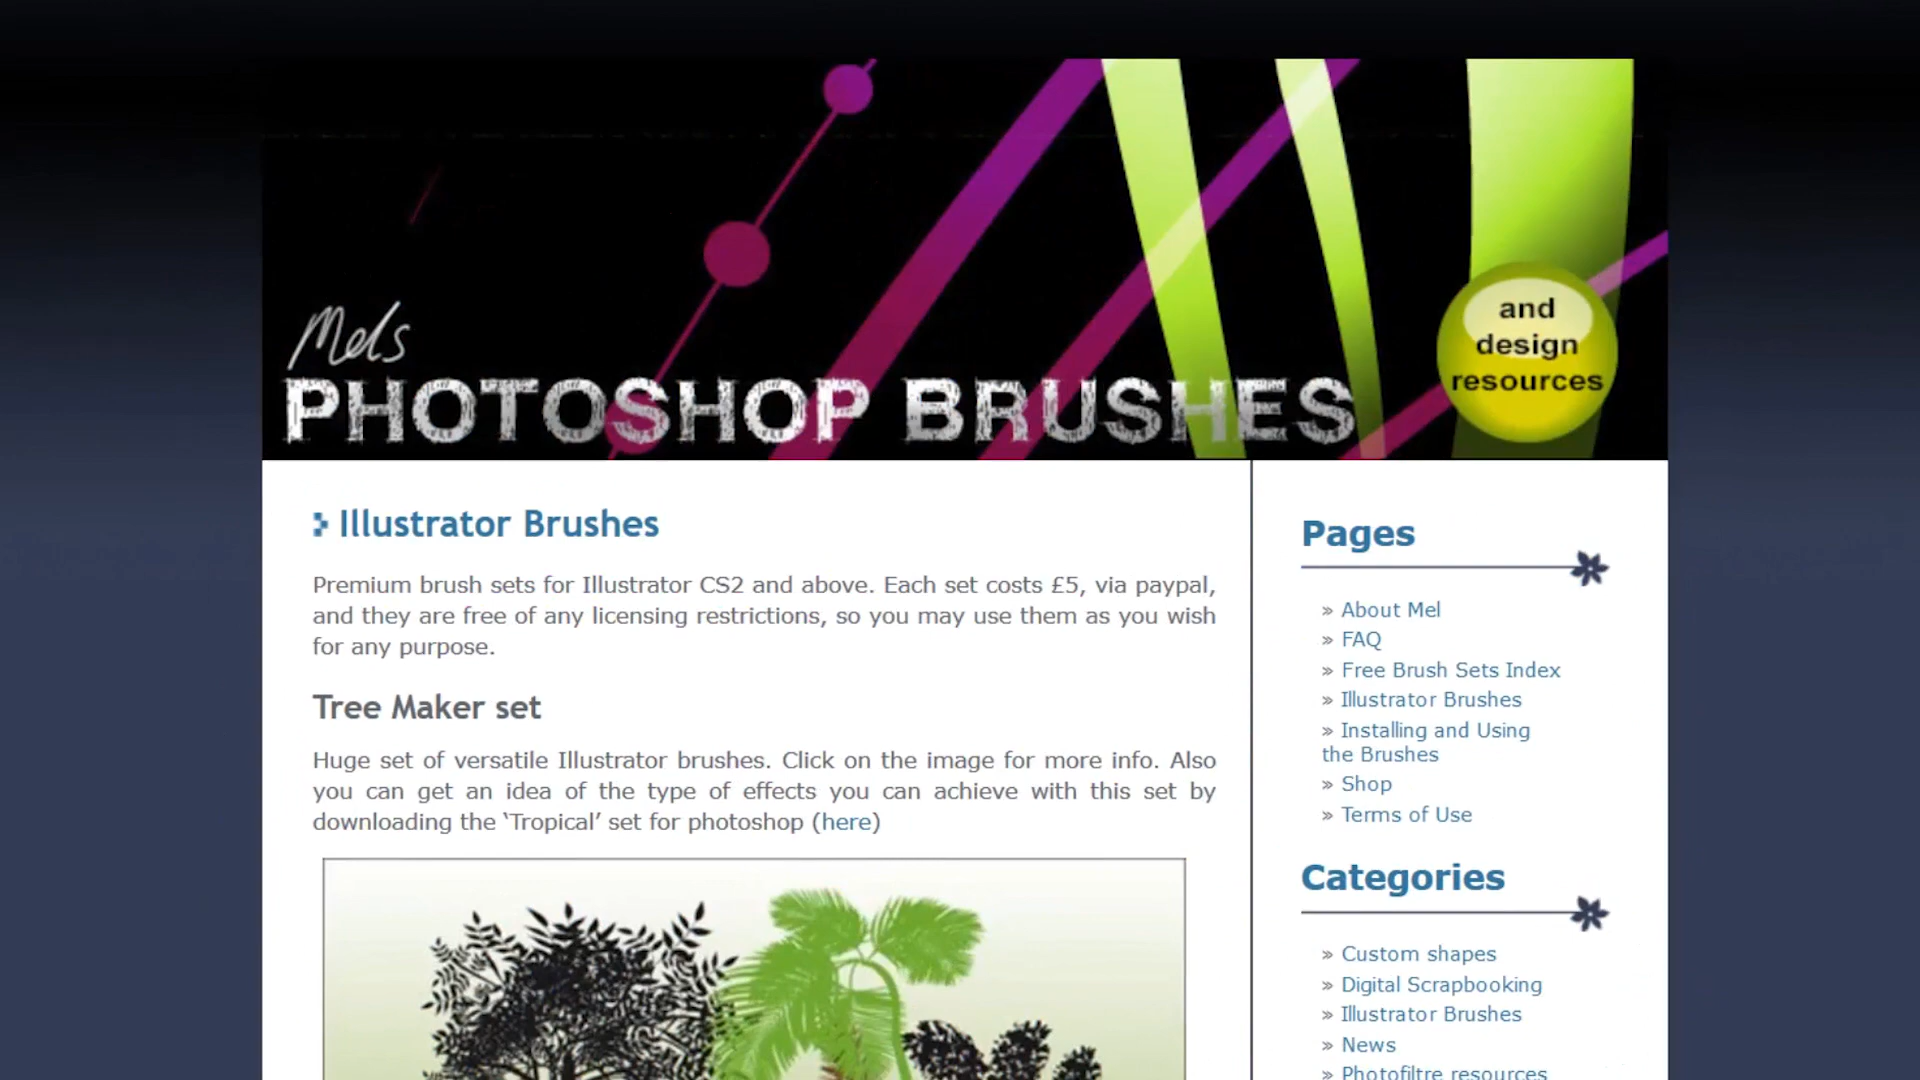 Mels
PHOTOSHOP BRUSHES
and
design
resources
Illustrator Brushes
Premium brush sets for Illustrator CS2 and above. Each set costs £5, via paypal,
and they are free of any licensing restrictions, so you may use them as you wish
for any purpose.
Tree Maker set
Huge set of versatile Illustrator brushes. Click on the image for more info. Also
you can get an idea of the type of effects you can achieve with this set by
downloading the ‘Tropical’ set for photoshop (here)
Pages
» About Mel
» FAQ
» Free Brush Sets Index
» Illustrator Brushes
» Installing and Using
the Brushes
» Shop
» Terms of Use
Categories
» Custom shapes
» Digital Scrapbooking
» Illustrator Brushes
» News
» Photofiltre resources